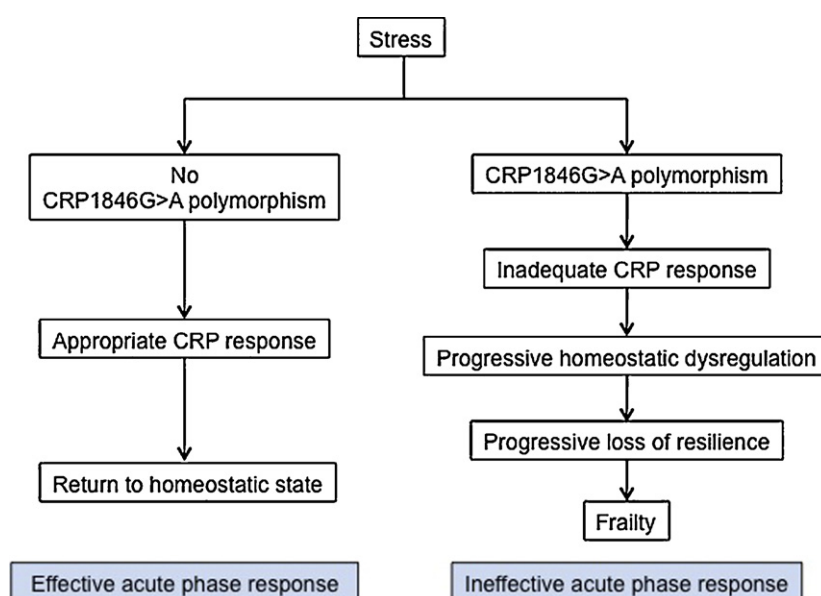 Stress
No
CRP1846G>A polymorphism
CRP1846G>A polymorphism
Inadequate CRP response
Appropriate CRP response
Progressive homeostatic dysregulation
Progressive loss of resilience
Return to homeostatic state
Frailty
Effective acute phase response
Ineffective acute phase response